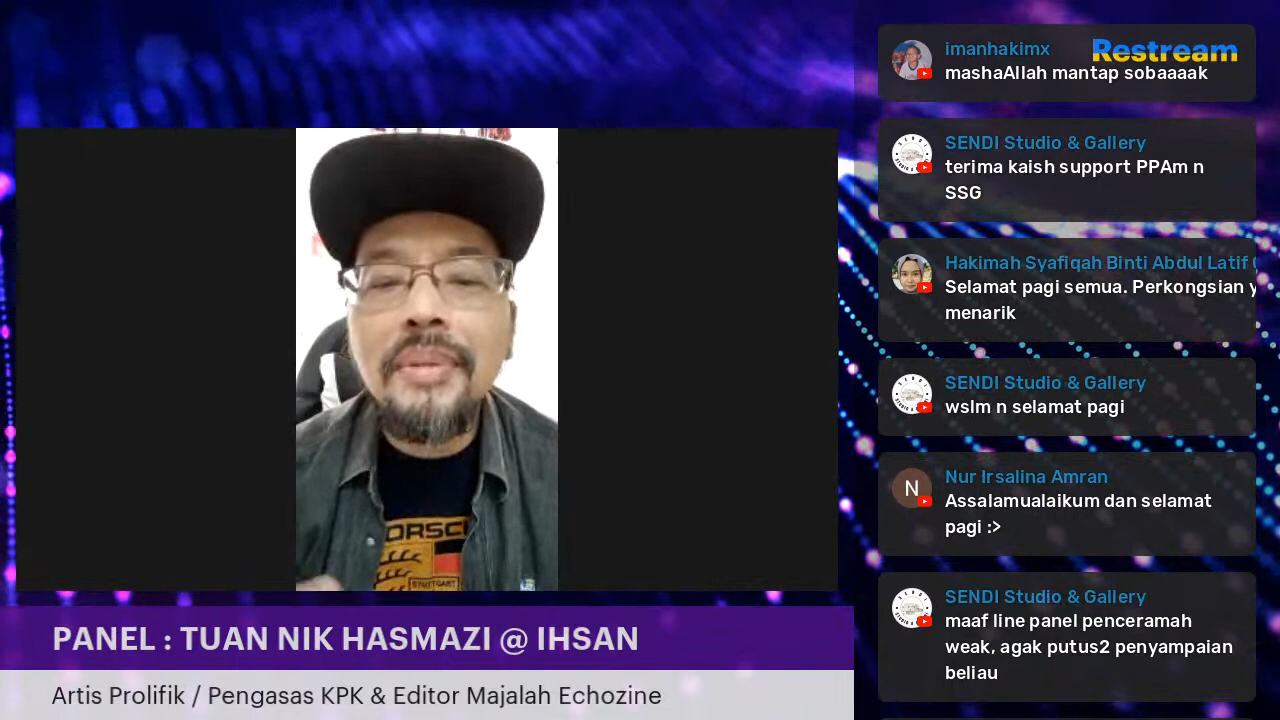 PORSCH
STUTTGART
PANEL : TUAN NIK HASMAZI @ IHSAN
Artis Prolifik / Pengasas KPK & Editor Majalah Echozine
Restream
imanhakimx
mashaAllah mantap sobaaaak
SENDI Studio & Gallery
terima kaish support PPAm n
SSG
Hakimah Syafiqah Binti Abdul Latif
Selamat pagi semua. Perkongsian y
menarik
SENDI Studio & Gallery
wslm n selamat pagi
N
Nur Irsalina Amran
Assalamualaikum dan selamat
pagi :>
SENDI Studio & Gallery
maaf line panel penceramah
weak, agak putus2 penyampaian
beliau